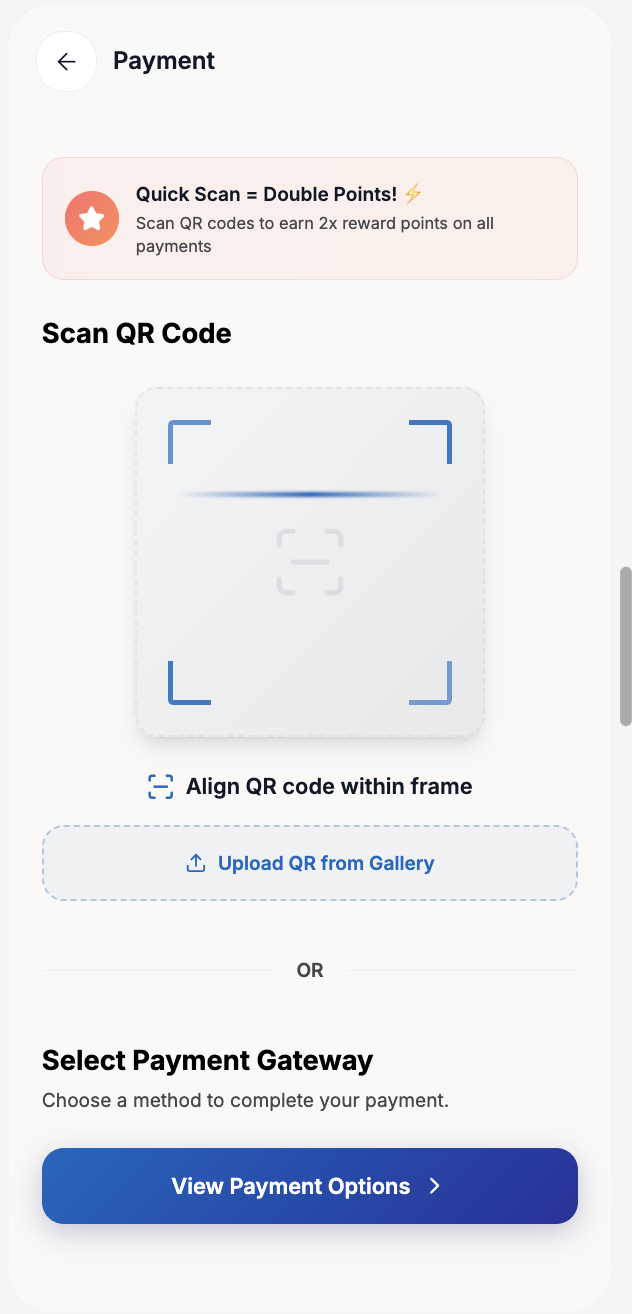 Payment
Quick Scan = Double Points! ⚡
Scan QR codes to earn 2x reward points on all
payments
Scan QR Code
Align QR code within frame
Upload QR from Gallery
OR
Select Payment Gateway
Choose a method to complete your payment.
View Payment Options